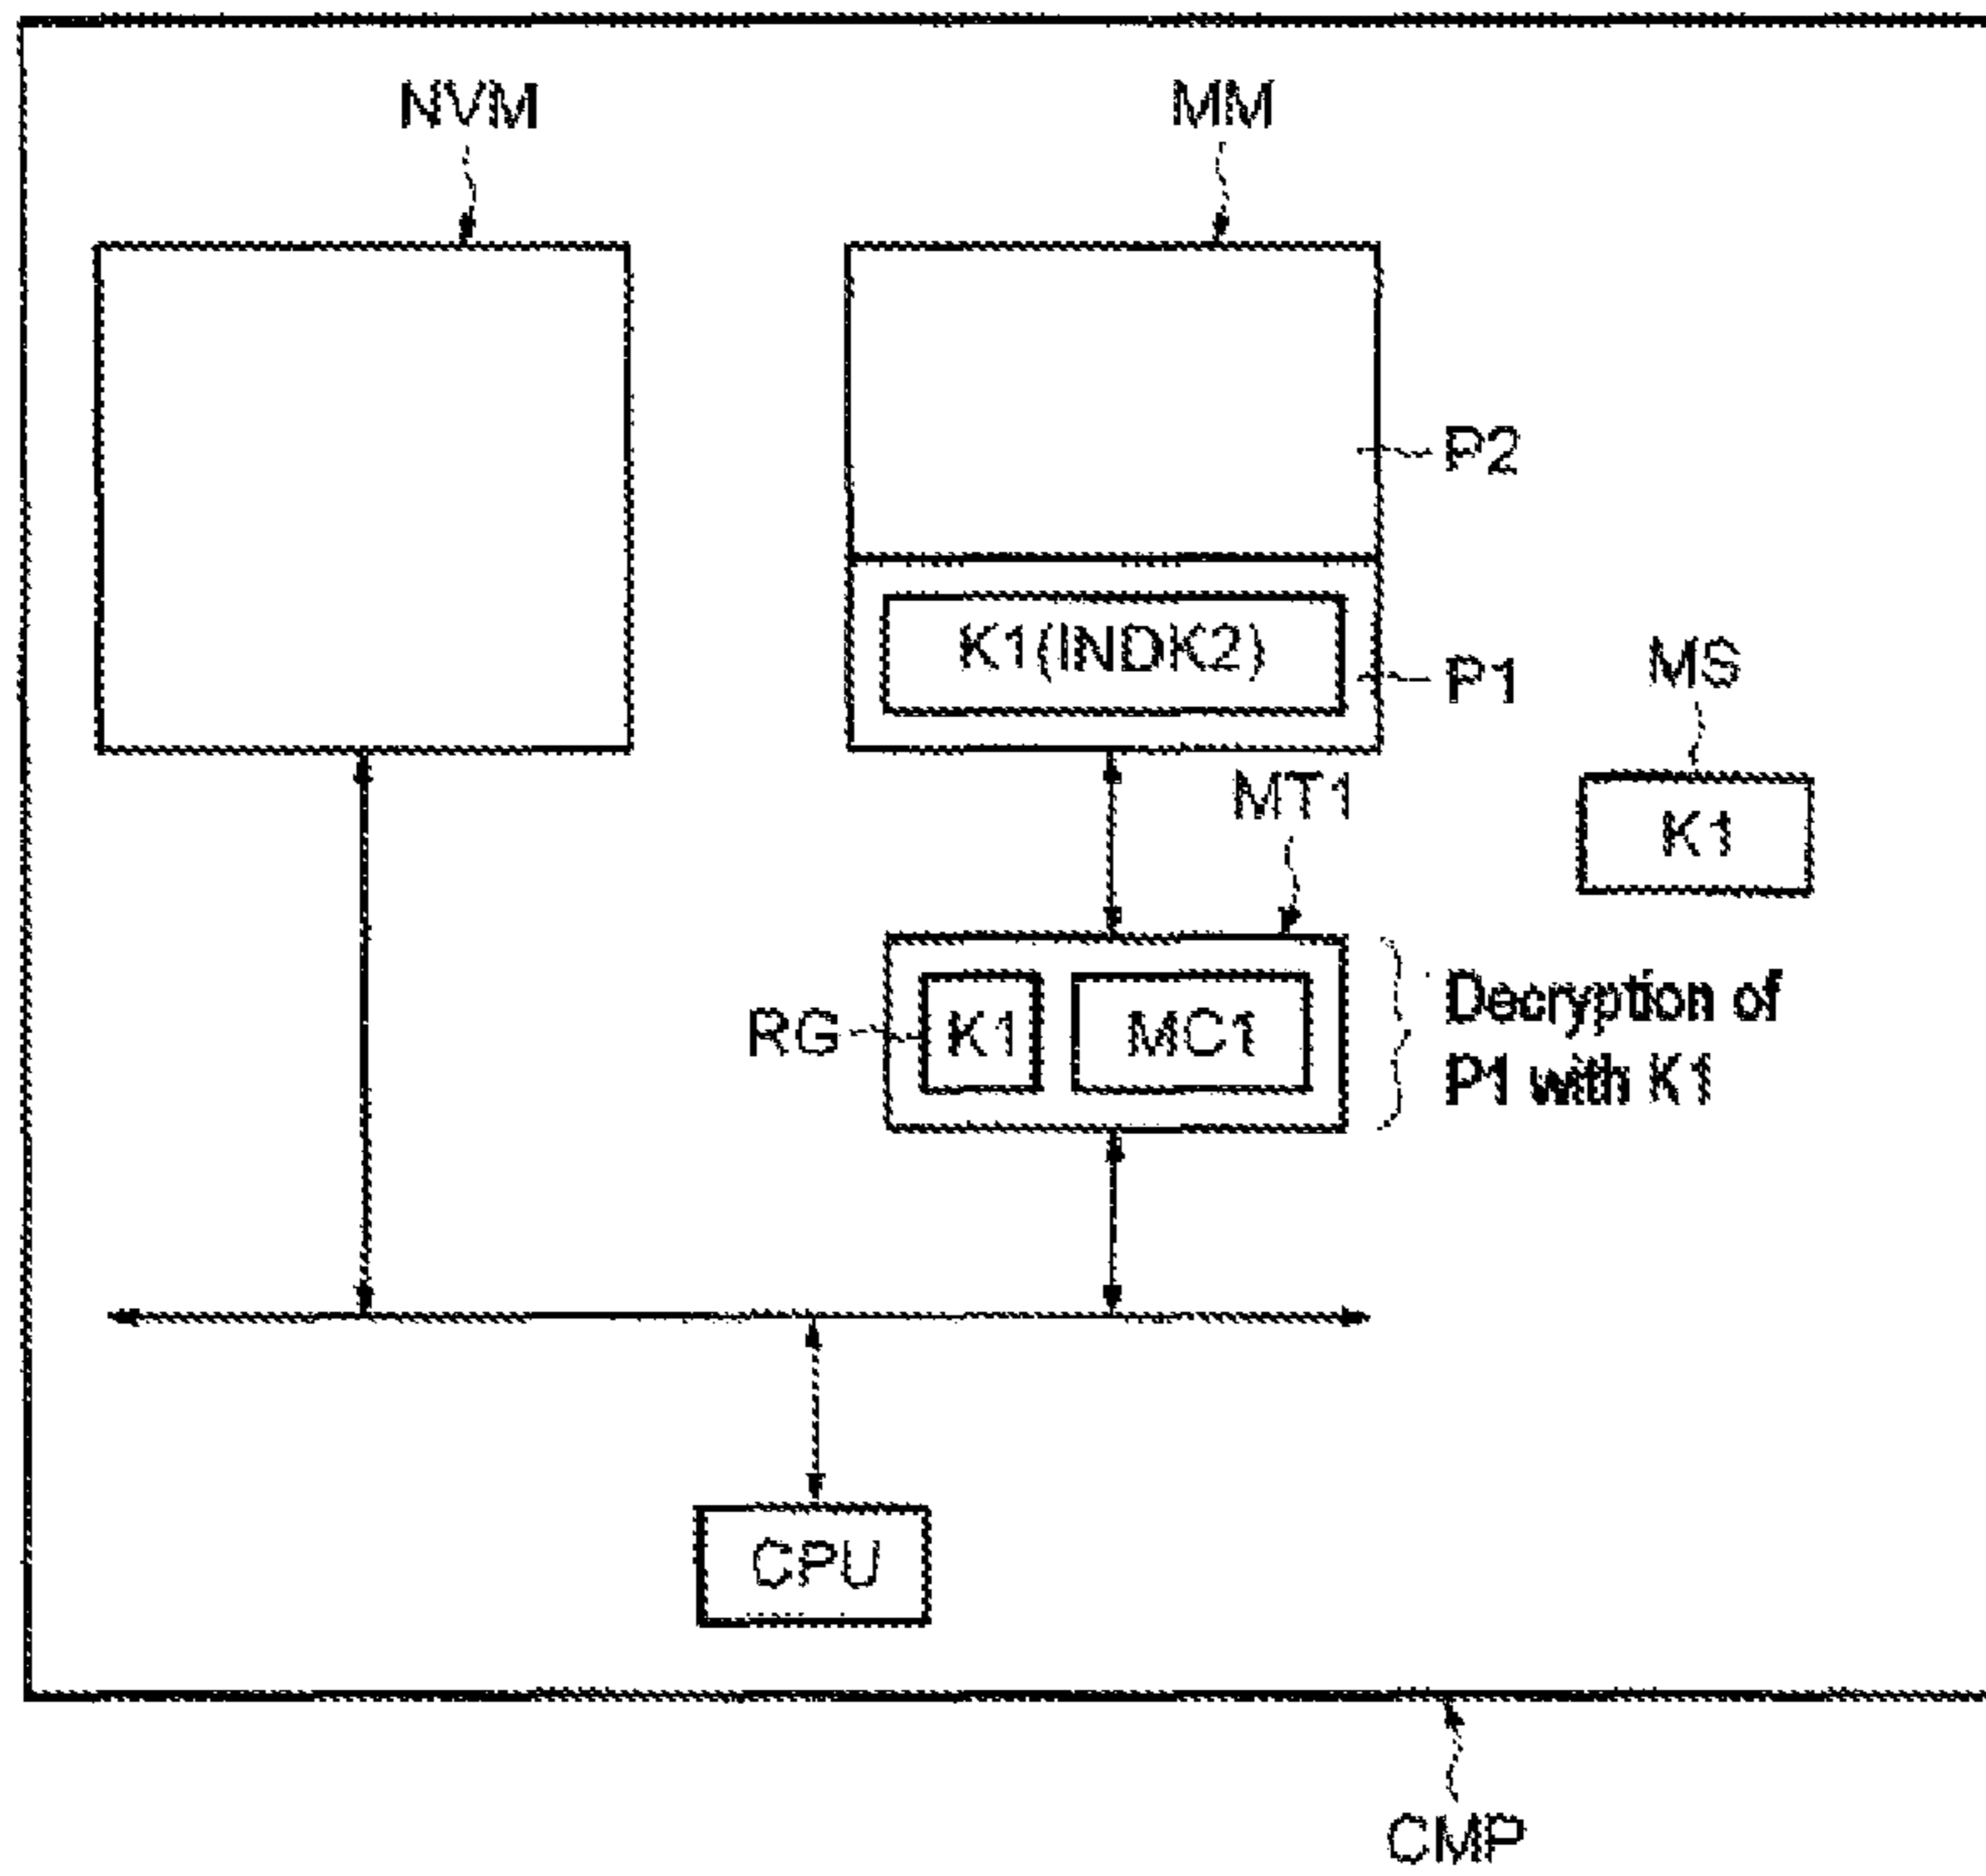 NVM
MM
P2
K1(INDK2)
P1
MS
MT1
K1
RG
K1
MC1
Decryption of
P1 with K1
CPU
CMP